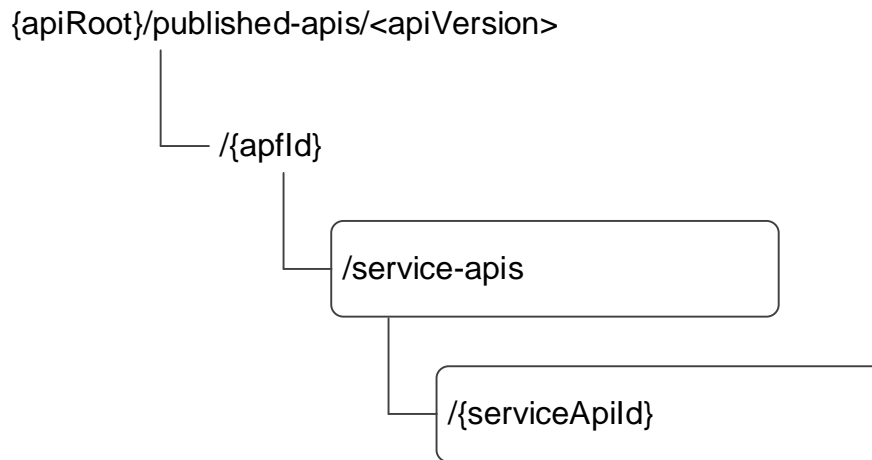 {apiRoot}/published-apis/<apiVersion>
/{apfId}
/service-apis
/{serviceApiId}